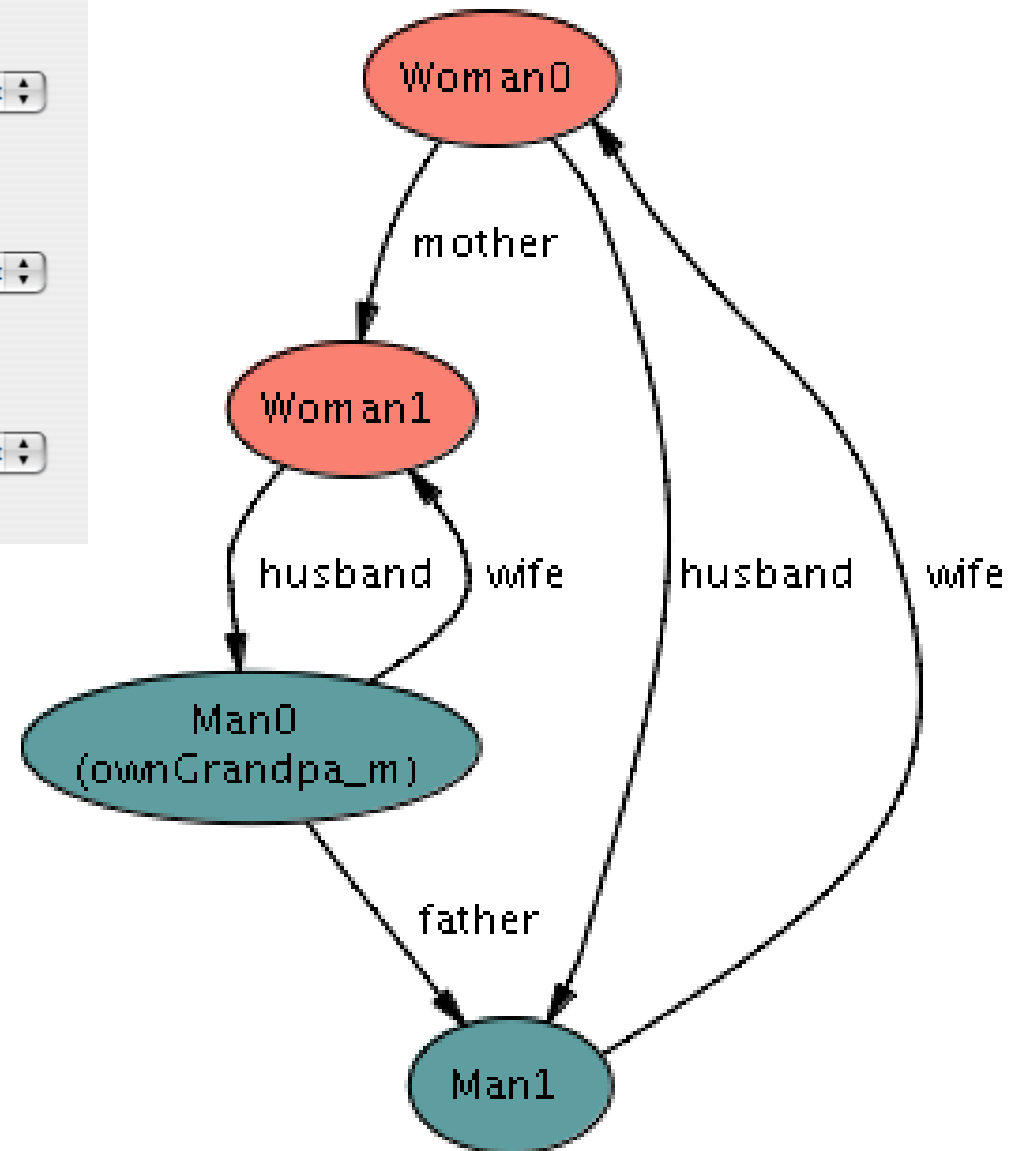 Woman0
mother
Woman1
husband
wife
husband
wife
Man0
(ownGrandpa_m)
father
Man1